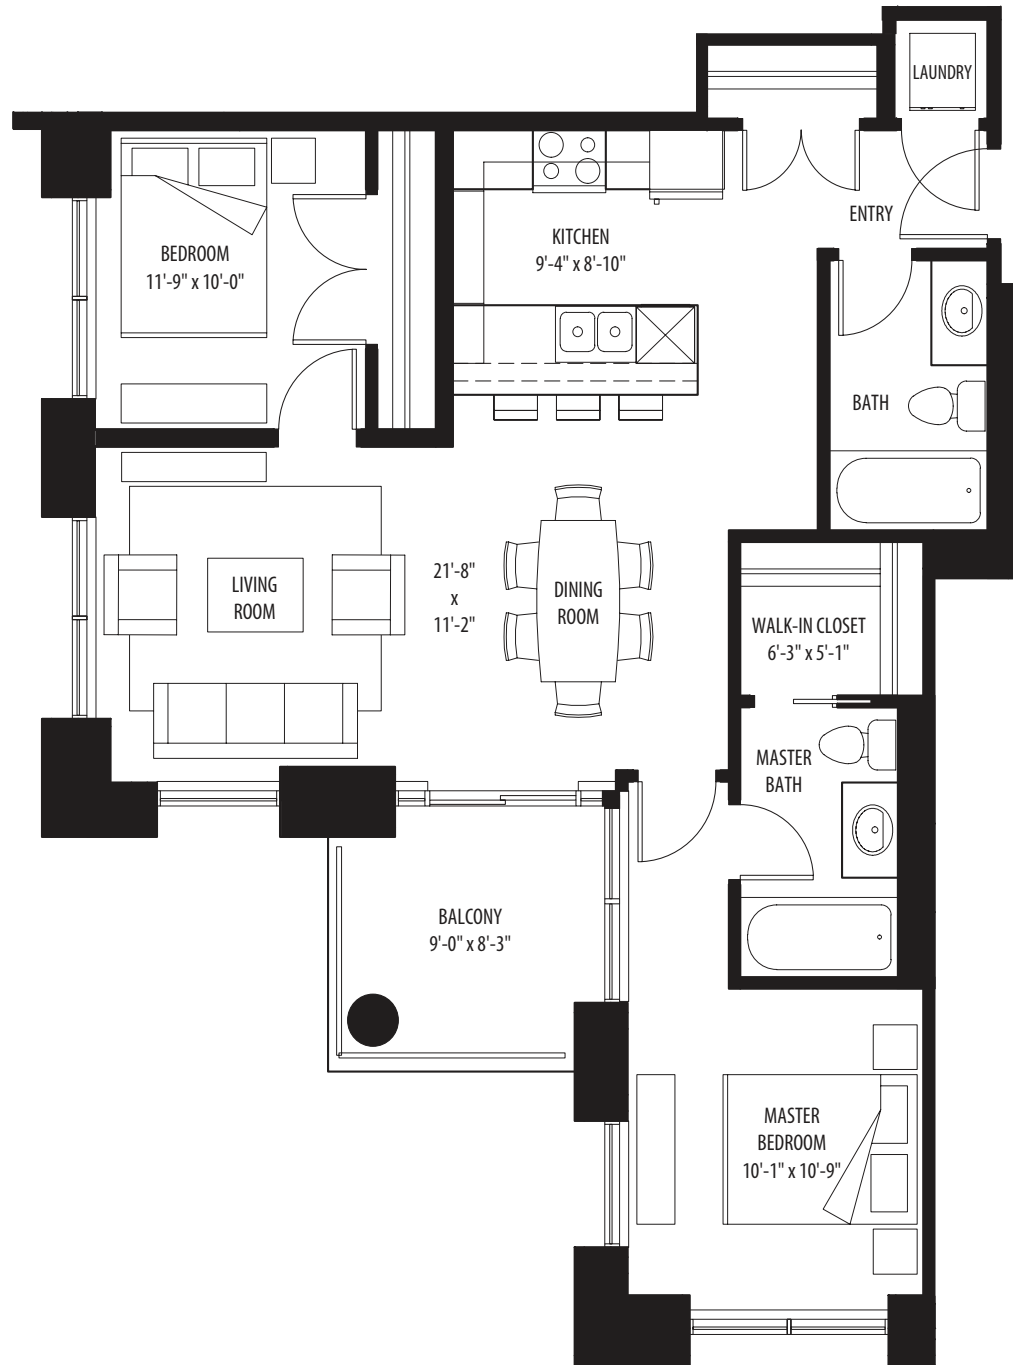 LAUNDRY
ENTRY
KITCHEN
9'-4" x 8'-10"
BEDROOM
11'-9" x 10'-0"
BATH
LIVING
ROOM
21'-8"
x
11'-2"
DINING
ROOM
WALK-IN CLOSET
6'-3" x 5'-1"
MASTER
BATH
BALCONY
9'-0" x 8'-3"
MASTER
BEDROOM
10'-1" x 10'-9"